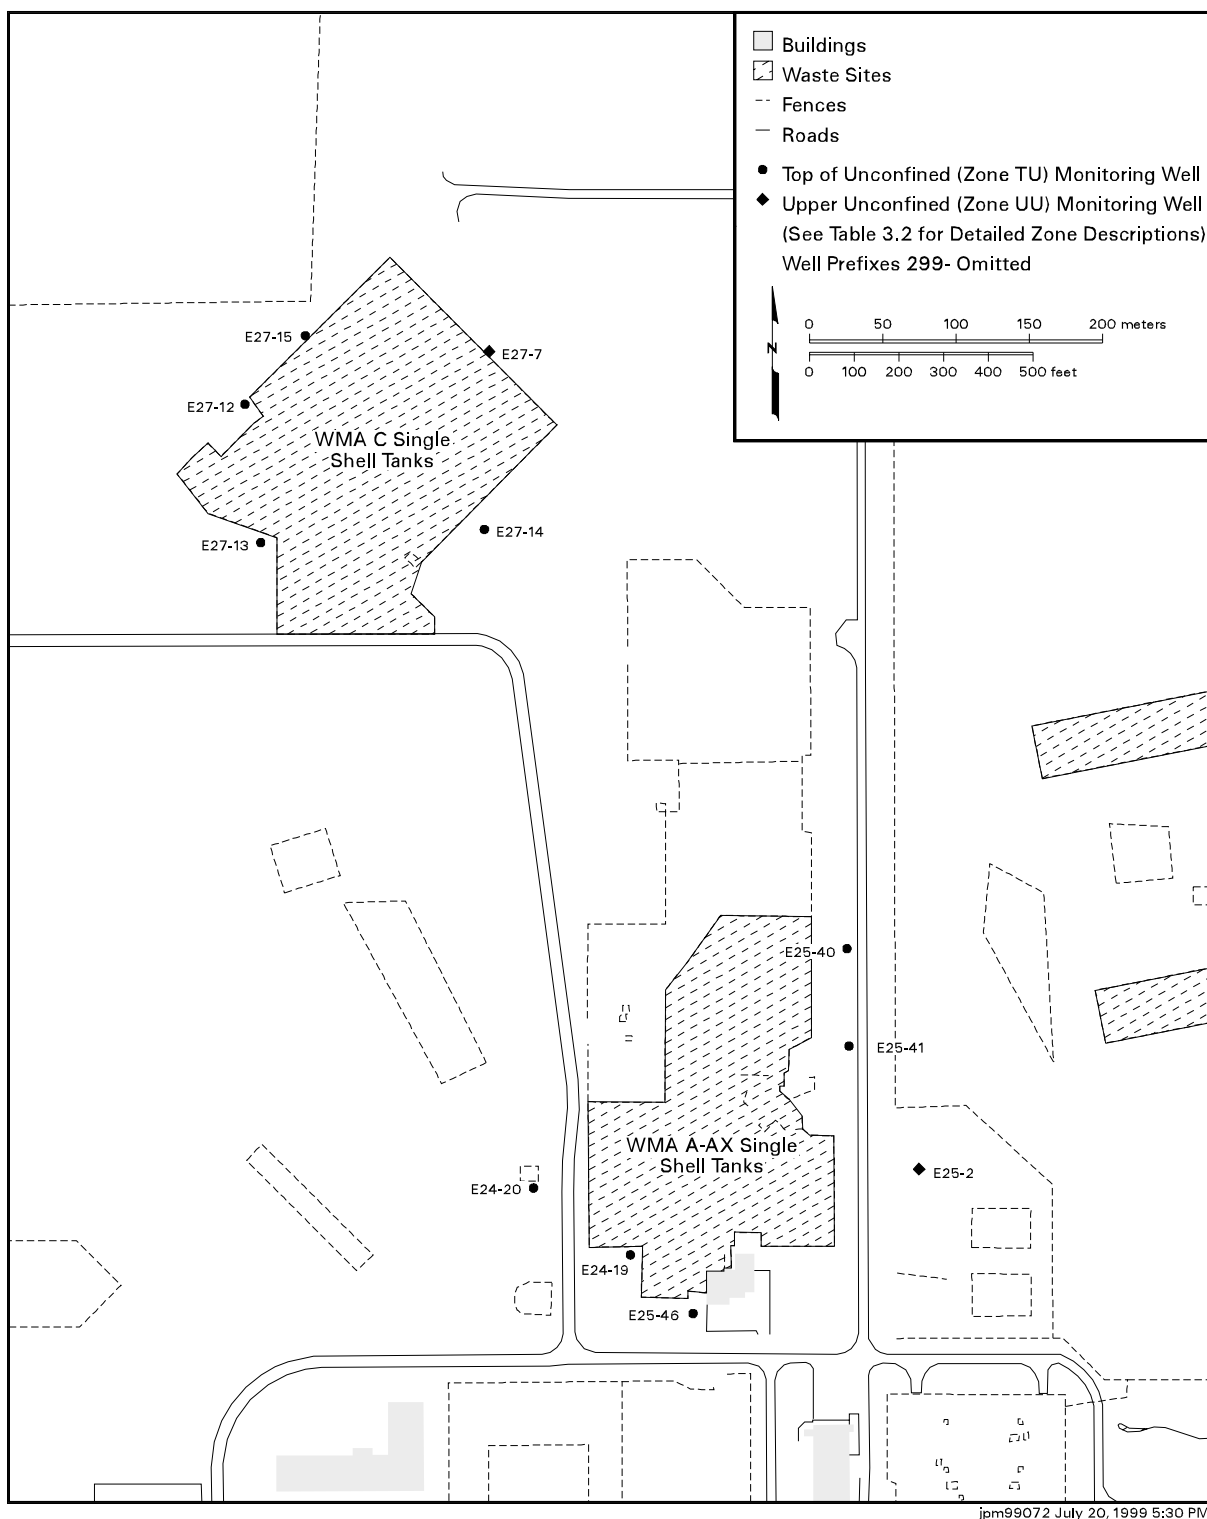 Buildings
Waste Sites
Fences
Roads
Top of Unconfined (Zone TU) Monitoring Well
Upper Unconfined (Zone UU) Monitoring Well
(See Table 3.2 for Detailed Zone Descriptions)
Well Prefixes 299- Omitted
N
0 50 100 150 200 meters
0 100 200 300 400 500 feet
E27-15
E27-7
E27-12
WMA C Single
Shell Tanks
E27-14
E27-13
E25-40
E25-41
WMA A-AX Single
Shell Tanks
E25-2
E24-20
E24-19
E25-46
jpm99072 July 20, 1999 5:30 PM